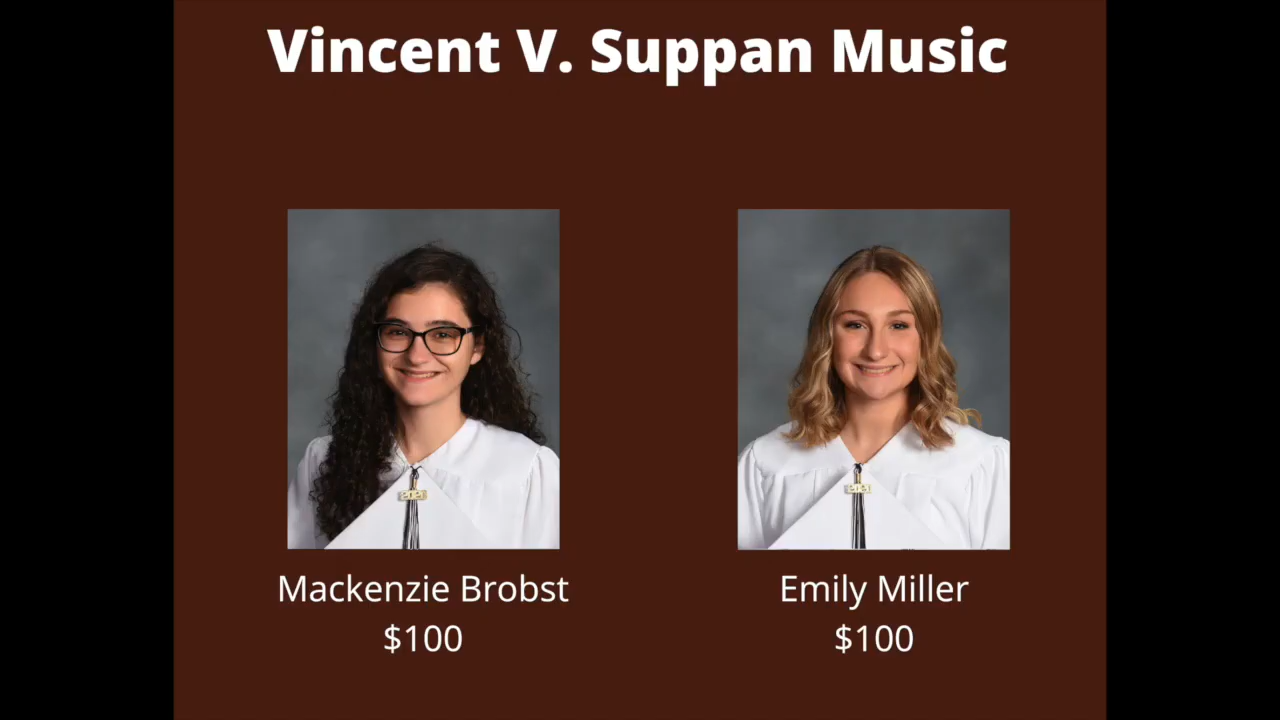 Vincent V. Suppan Music
Mackenzie Brobst
Emily Miller
$100
$100